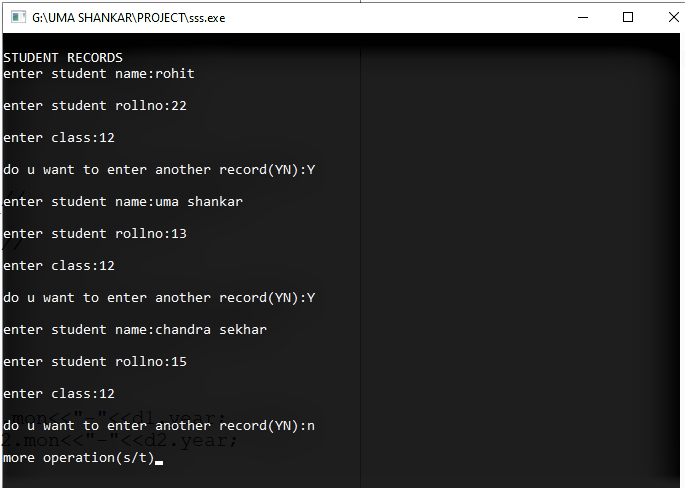 G:\UMA SHANKAR\PROJECT\sss.exe
STUDENT RECORDS
enter student name:rohit
enter student rollno:22
enter class:12
do u want to enter another record(YN):Y
enter student name:uma shankar
enter student rollno:13
enter class:12
do u want to enter another record(YN):Y
enter student name:chandra sekhar
enter student rollno:15
enter class:12
.mon<<"-"<<d1.year;
do u want to enter another record(YN):n
2.mon<<"-"<<d2.year;
more operation(s/t)